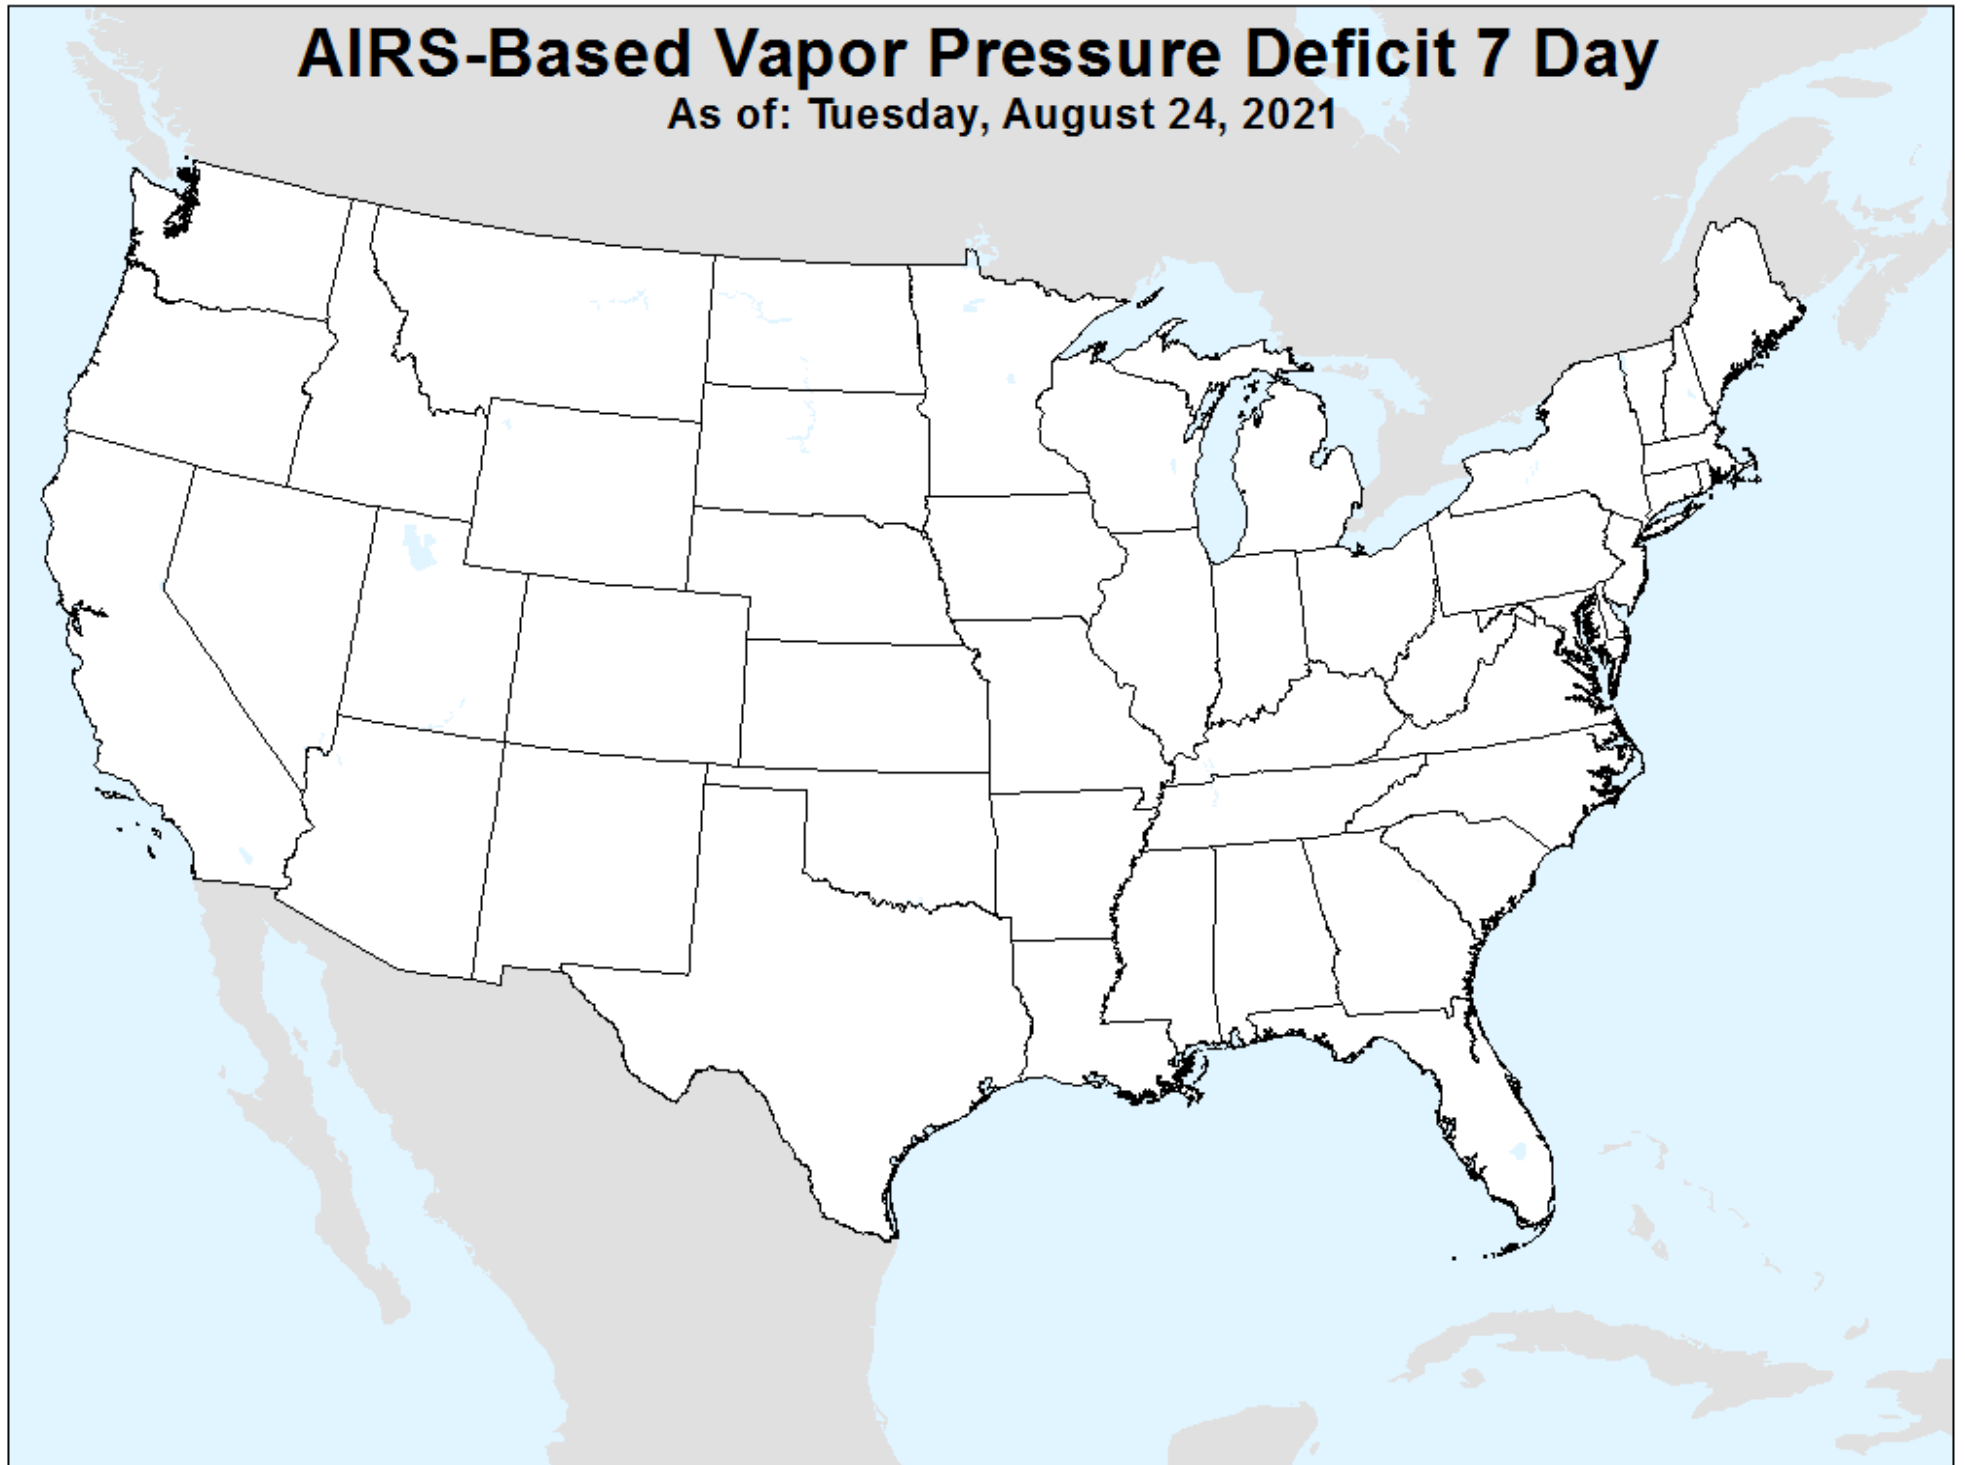 AIRS-Based Vapor Pressure Deficit 7 Day
As of: Tuesday, August 24, 2021